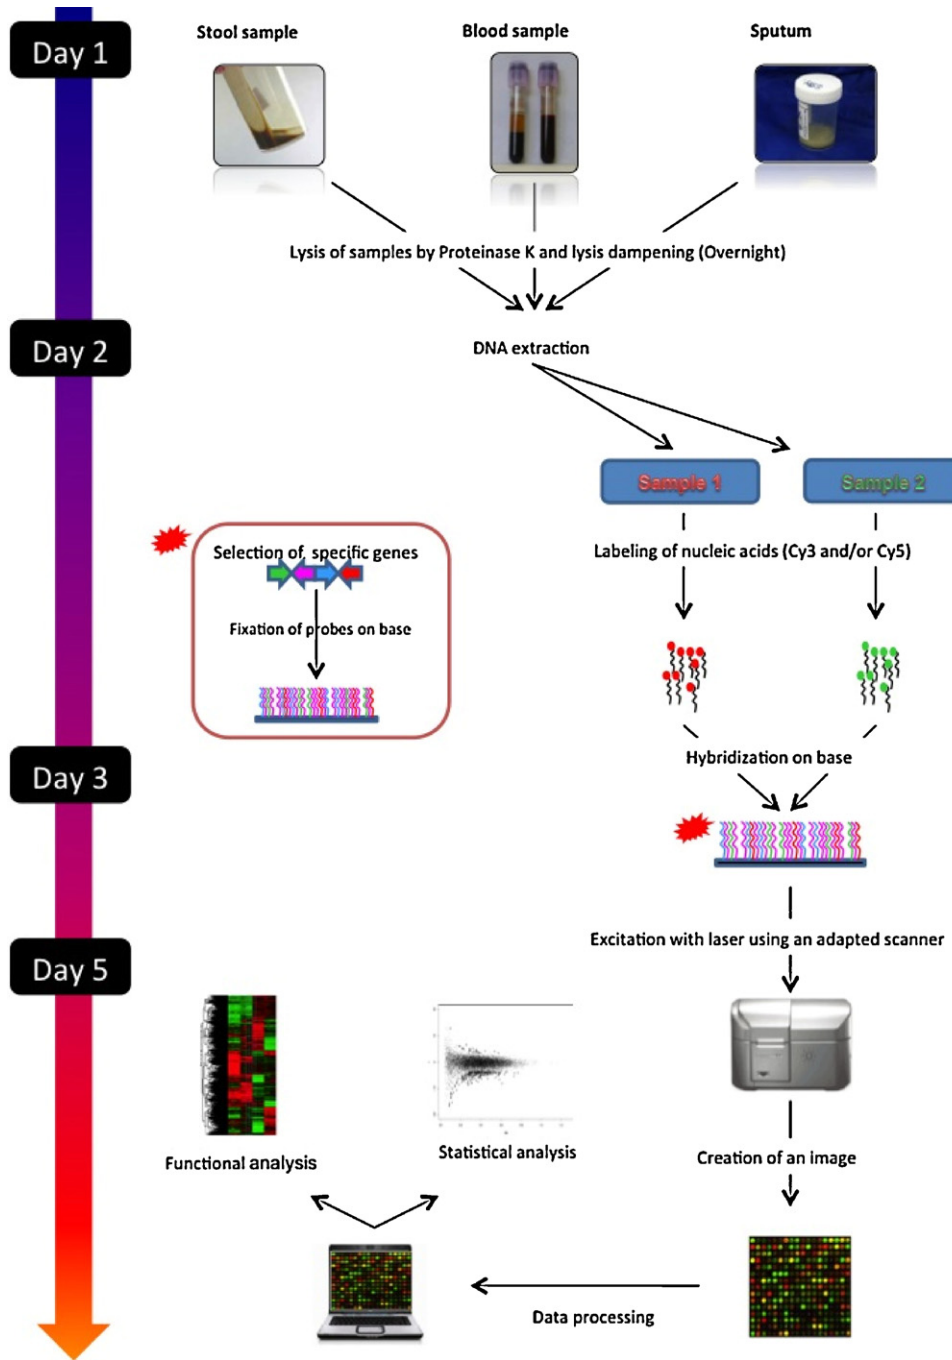 Day 1
Stool sample
Blood sample
Sputum
Lysis of samples by Proteinase K and lysis dampening (Overnight)
Day 2
DNA extraction
Sample 1
Sample 2
Selection of specific genes
Labeling of nucleic acids (Cy3 and/or Cy5)
Fixation of probes on base
Day 3
Hybridization on base
Excitation with laser using an adapted scanner
Day 5
Functional analysis
Statistical analysis
Creation of an image
Data processing